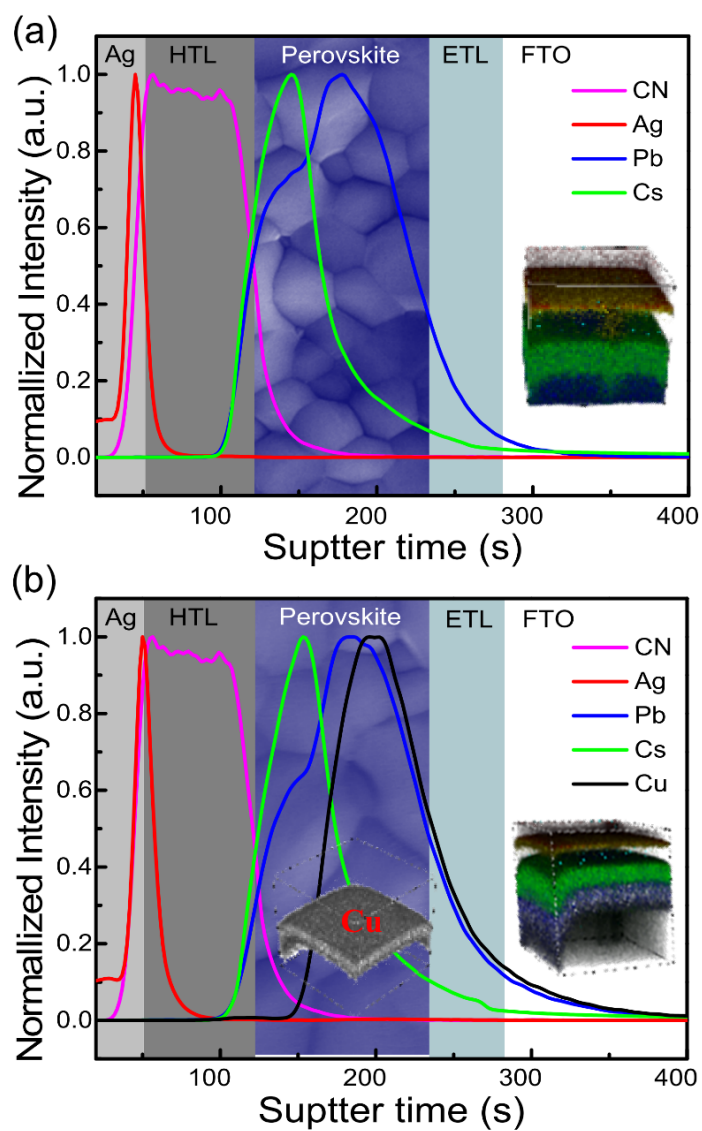 (a)
Ag HTL Perovskite ETL FTO
1.0
0.8
0.6
0.4
0.2
0.0
Normallized Intensity (a.u.)
CN
Ag
Pb
Cs
100 200 300 400
Suptter time (s)
(b)
Ag HTL Perovskite ETL FTO
1.0
0.8
0.6
0.4
0.2
0.0
Normallized Intensity (a.u.)
CN
Ag
Pb
Cs
Cu
Cu
100 200 300 400
Suptter time (s)